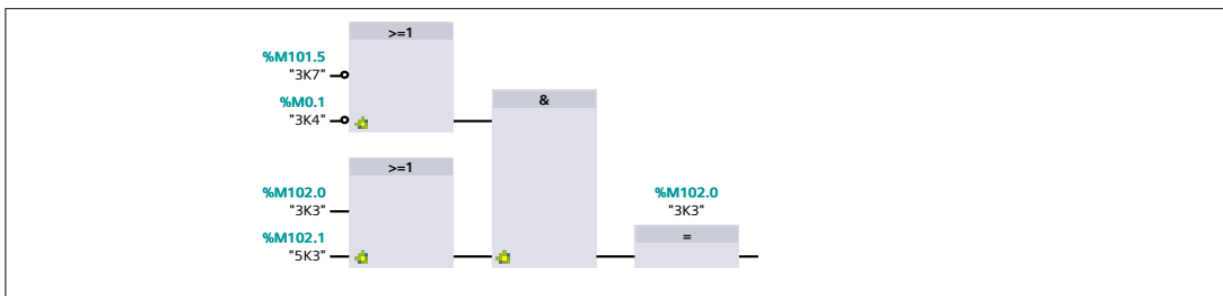 >=1
%M101.5
"3K7"
%M0.1
"3K4"
&
>=1
%M102.0
"3K3"
%M102.0
"3K3"
%M102.1
"5K3"
=